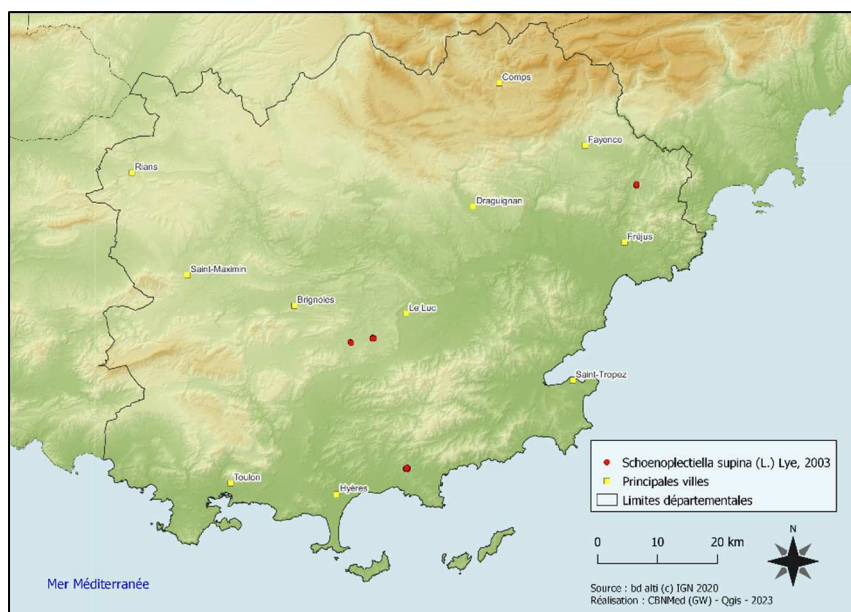 Comps
Fayence
Rians
Draguignan
Fréjus
Saint-Maximin
Brignoles
Le Luc
Saint-Tropez
Toulon
Hyères
Schoenoplectiella supina (L.) Lye, 2003
Principales villes
Limites départementales
N
0 10 20 km
Mer Méditerranée
Source : bd alti (c) IGN 2020
Réalisation : CBNMed (GW) - Qgis - 2023